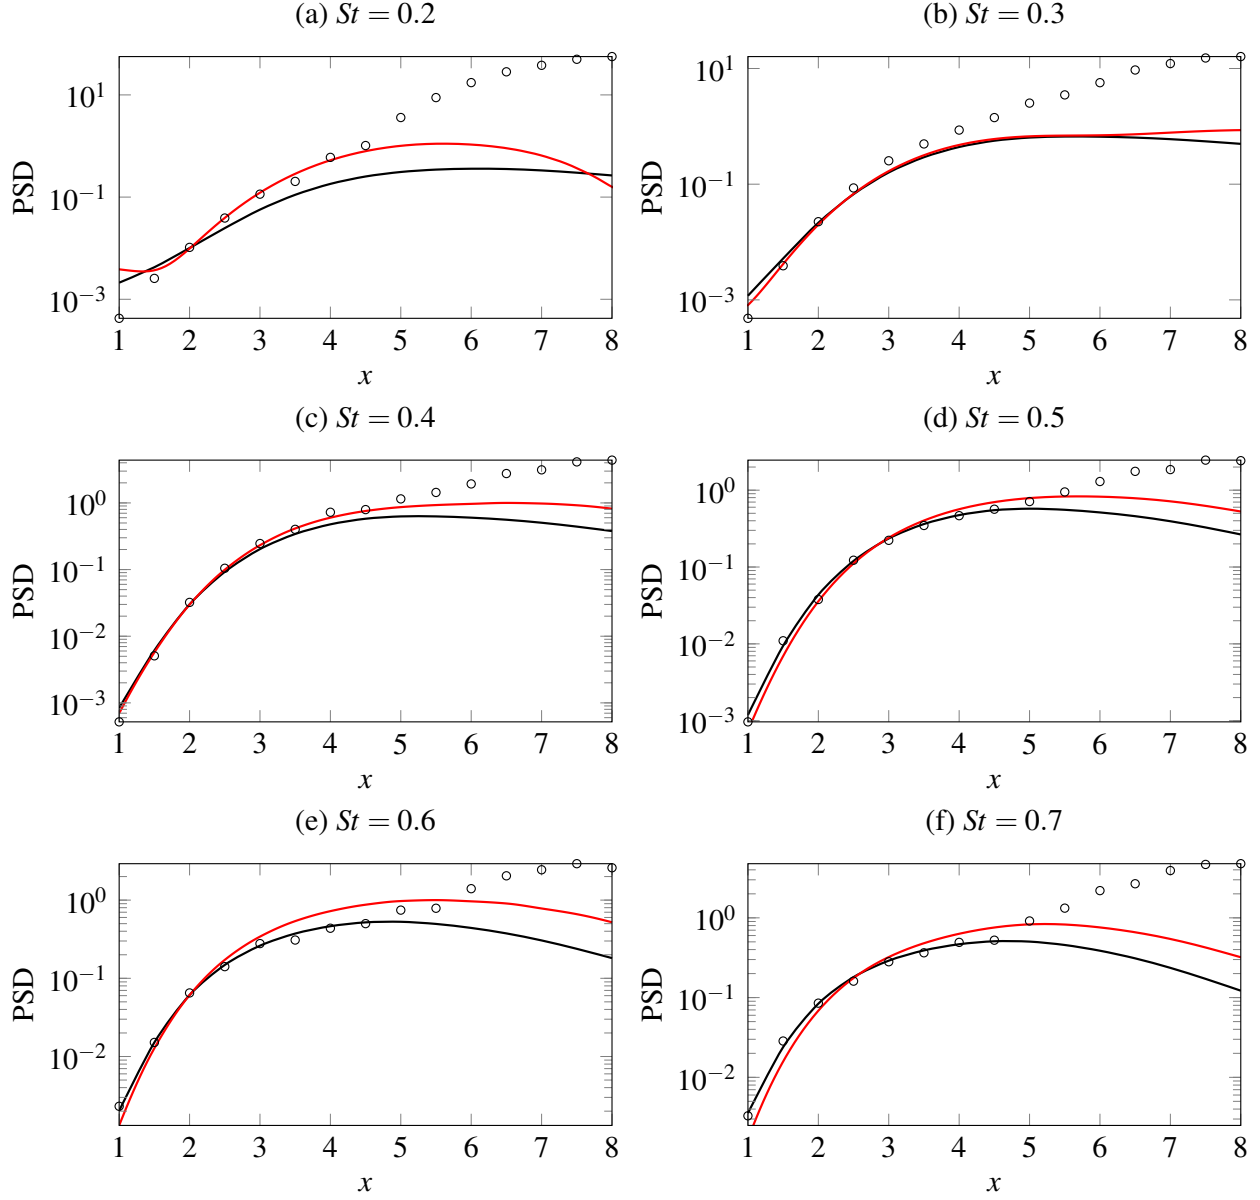 (a) St = 0.2
(b) St = 0.3
10^1
10^-1
10^-3
PSD
1 2 3 4 5 6 7 8
x
10^1
10^-1
10^-3
PSD
1 2 3 4 5 6 7 8
x
(c) St = 0.4
(d) St = 0.5
10^0
10^-1
10^-2
10^-3
PSD
1 2 3 4 5 6 7 8
x
10^0
10^-1
10^-2
10^-3
PSD
1 2 3 4 5 6 7 8
x
(e) St = 0.6
(f) St = 0.7
10^0
10^-1
10^-2
PSD
1 2 3 4 5 6 7 8
x
10^0
10^-1
10^-2
PSD
1 2 3 4 5 6 7 8
x